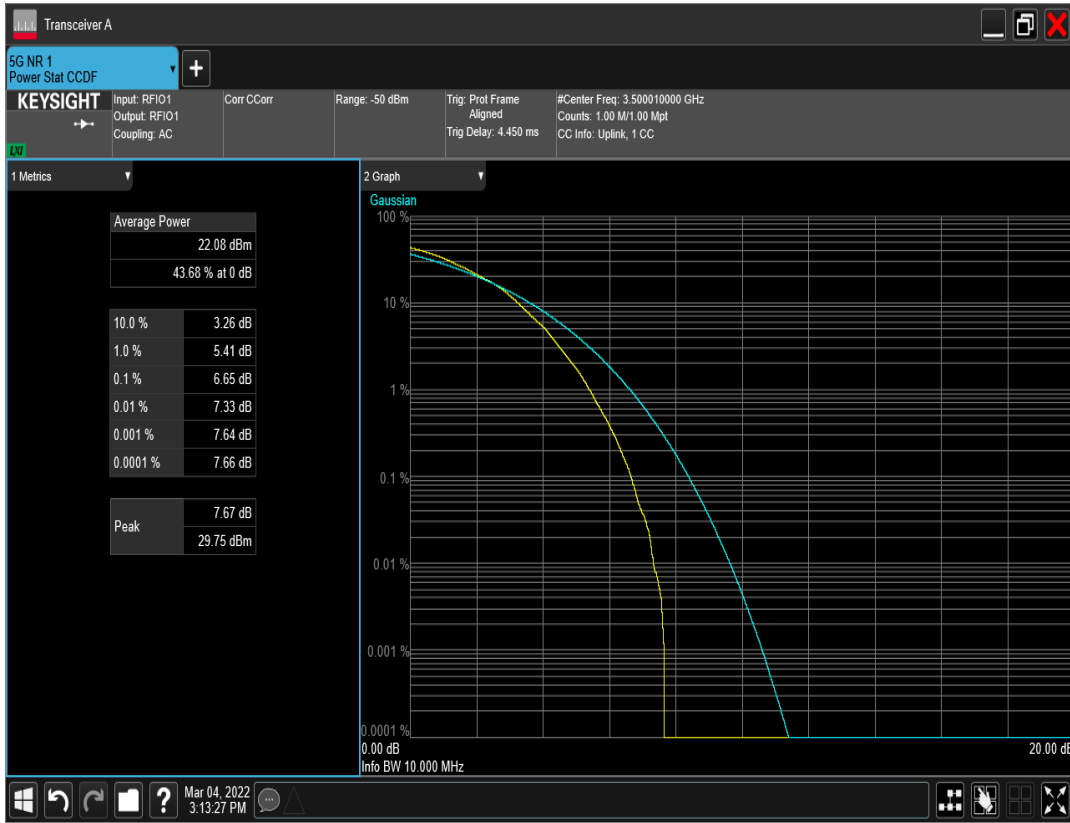 Transceiver A
5G NR 1
Power Stat CCDF
+
KEYSIGHT
LXI
Input: RFIO1
Output: RFIO1
Coupling: AC
Corr CCorr
Range: -50 dBm
Trig: Prot Frame
Aligned
Trig Delay: 4.450 ms
#Center Freq: 3.500010000 GHz
Counts: 1.00 M/1.00 Mpt
CC Info: Uplink, 1 CC
1 Metrics
Average Power
22.08 dBm
43.68 % at 0 dB
10.0 % 3.26 dB
1.0 % 5.41 dB
0.1 % 6.65 dB
0.01 % 7.33 dB
0.001 % 7.64 dB
0.0001 % 7.66 dB
Peak
7.67 dB
29.75 dBm
2 Graph
Gaussian
100 %
10 %
1 %
0.1 %
0.01 %
0.001 %
0.0001 %
0.00 dB
20.00 dB
Info BW 10.000 MHz
?
Mar 04, 2022
3:13:27 PM